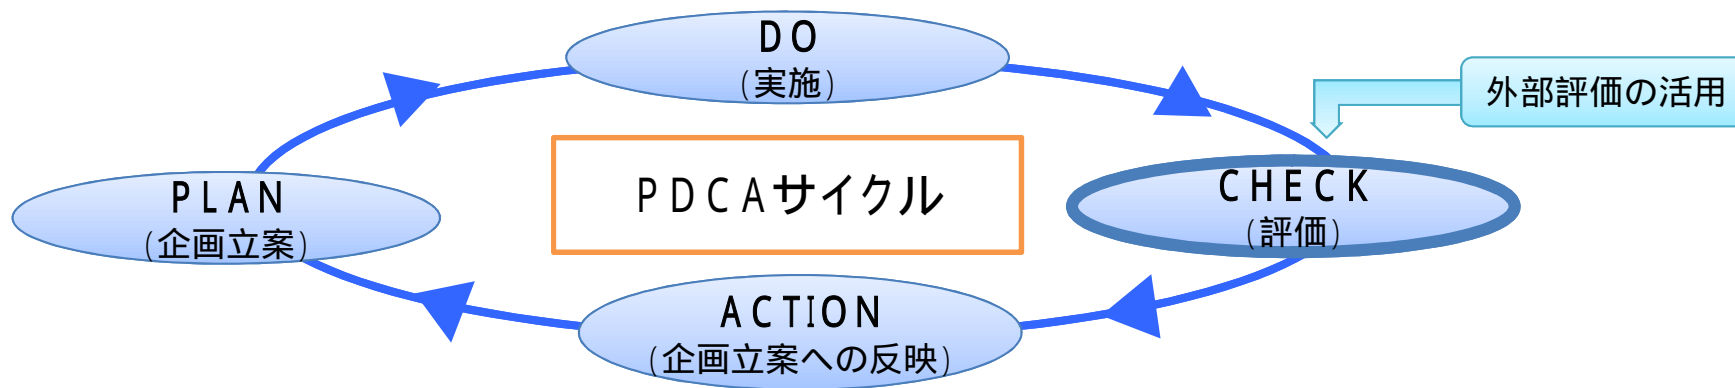 DO
(実施)
外部評価の活用
PDCAサイクル
PLAN
(企画立案)
CHECK
(評価)
ACTION
(企画立案への反映)